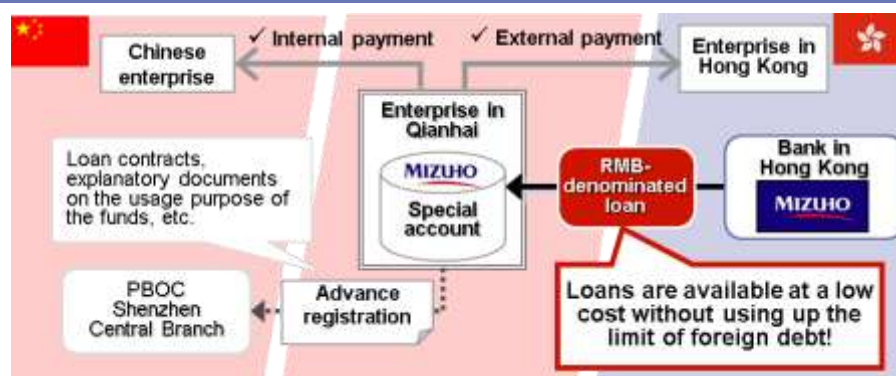 ✓ Internal payment
✓ External payment
Chinese
enterprise
Enterprise in
Hong Kong
Enterprise in
Qianhai
MIZUHO
Special
account
RMB-
denominated
loan
Bank in
Hong Kong
MIZUHO
Loan contracts,
explanatory documents
on the usage purpose of
the funds, etc.
PBOC
Shenzhen
Central Branch
Advance
registration
Loans are available at a low
cost without using up the
limit of foreign debt!